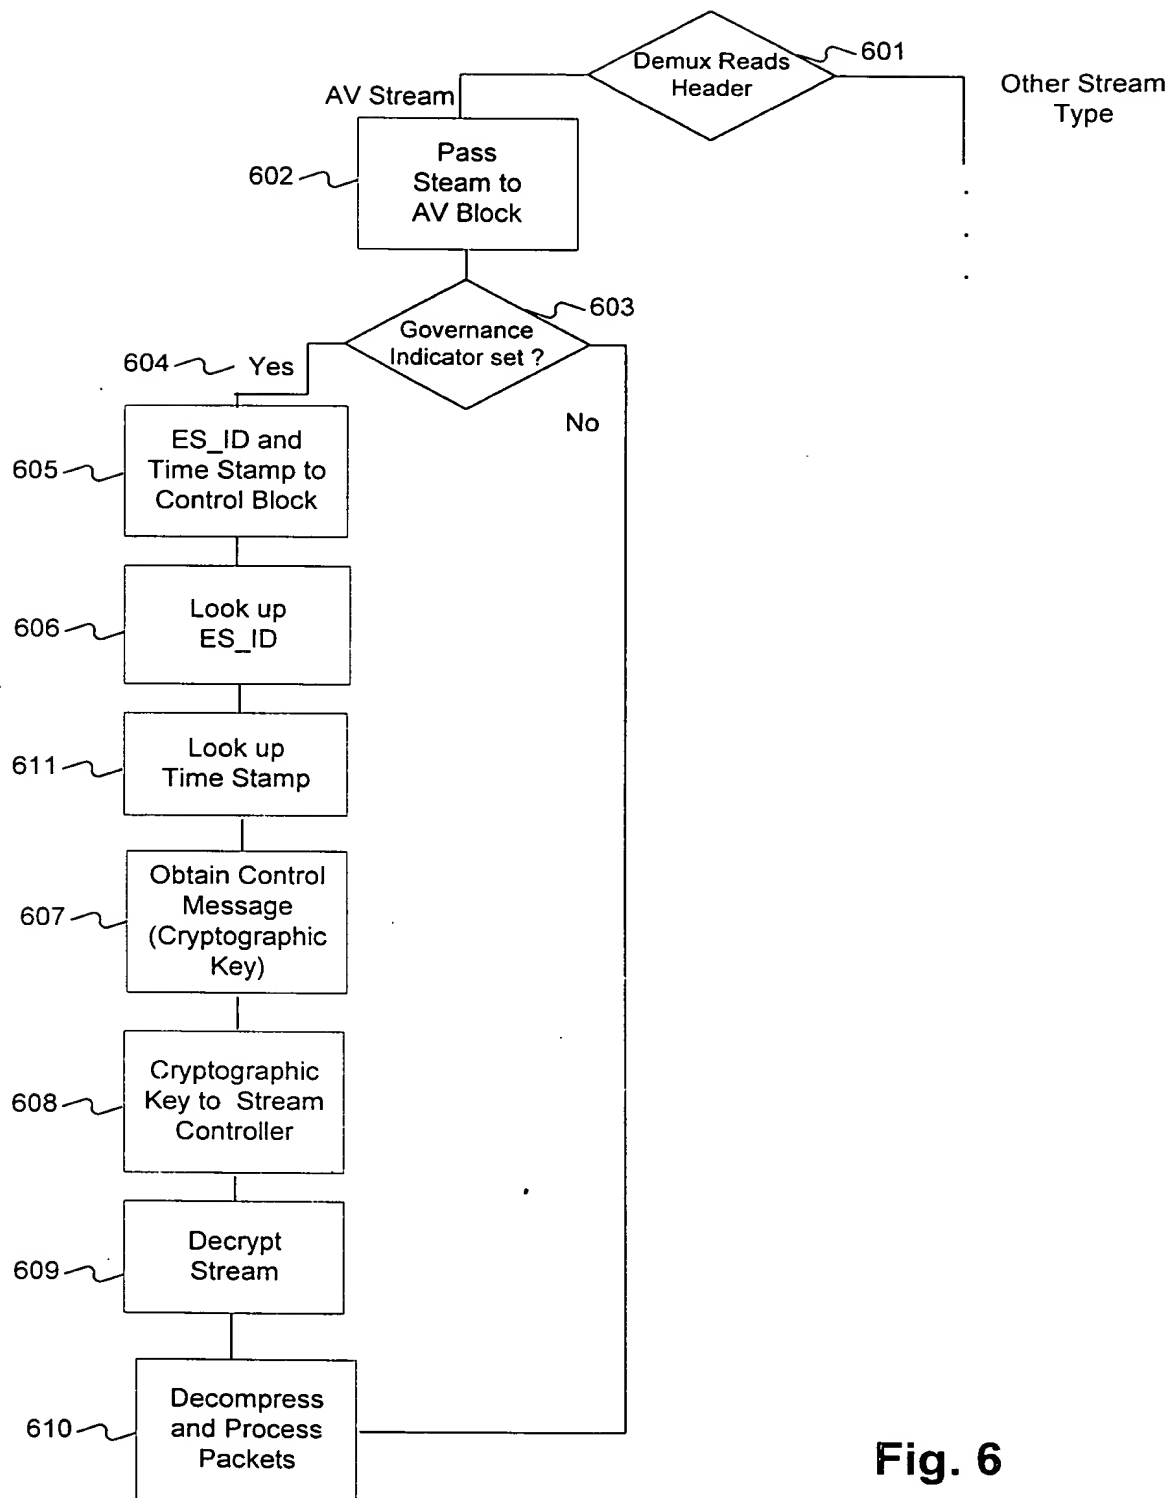 Demux Reads
Header
601
AV Stream
Other Stream
Type
Pass
Steam to
AV Block
602
603
Governance
Indicator set ?
604
Yes
No
ES_ID and
Time Stamp to
Control Block
605
Look up
ES_ID
606
Look up
Time Stamp
611
Obtain Control
Message
(Cryptographic
Key)
607
Cryptographic
Key to Stream
Controller
608
Decrypt
Stream
609
Decompress
and Process
Packets
610
Fig. 6